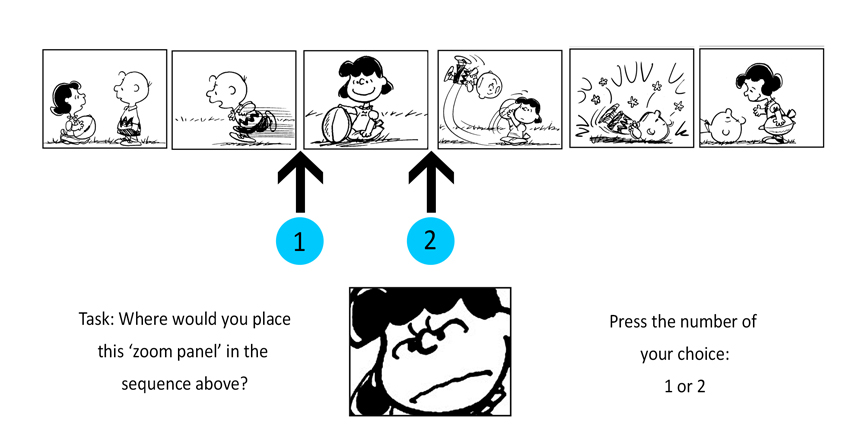 1
2
Task: Where would you place
this ‘zoom panel’ in the
sequence above?
Press the number of
your choice:
1 or 2